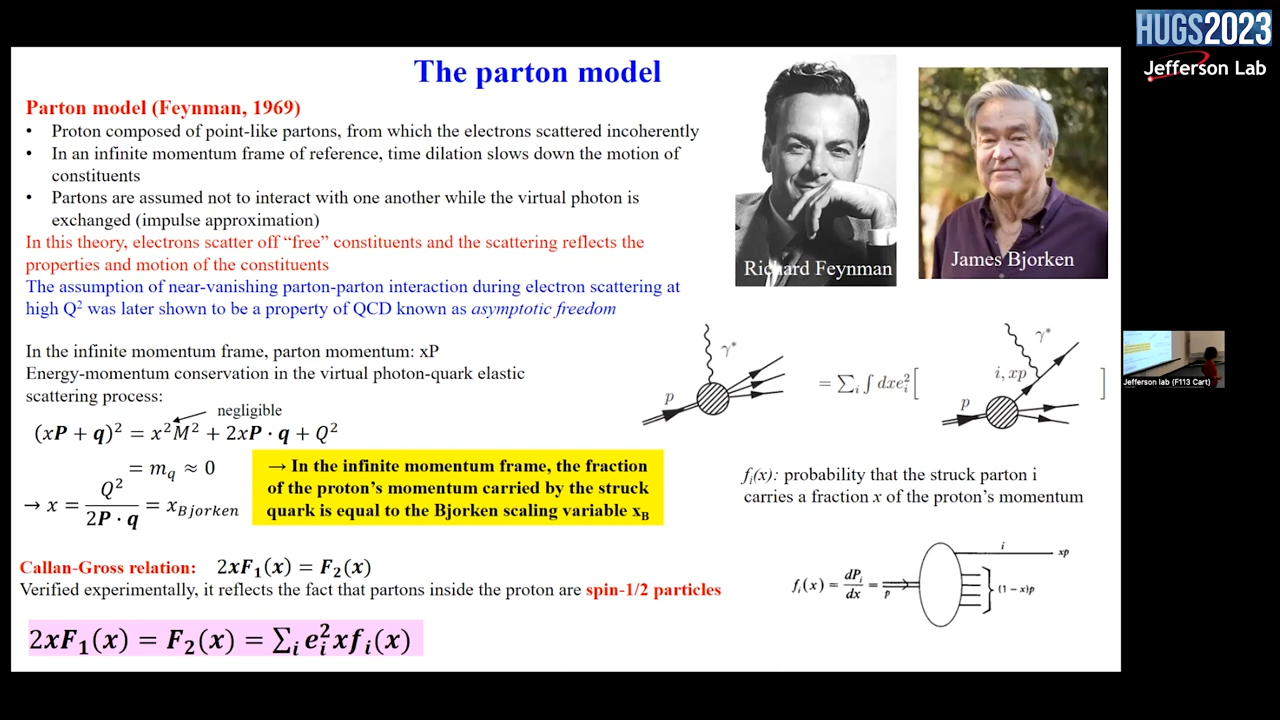 HUGS2023
Jefferson Lab
The parton model
Parton model (Feynman, 1969)
• Proton composed of point-like partons, from which the electrons scattered incoherently
• In an infinite momentum frame of reference, time dilation slows down the motion of
constituents
• Partons are assumed not to interact with one another while the virtual photon is
exchanged (impulse approximation)
In this theory, electrons scatter off “free” constituents and the scattering reflects the
properties and motion of the constituents
The assumption of near-vanishing parton-parton interaction during electron scattering at
high Q² was later shown to be a property of QCD known as asymptotic freedom
Richard Feynman
James Bjorken
In the infinite momentum frame, parton momentum: xP
Energy-momentum conservation in the virtual photon-quark elastic
scattering process:
negligible
(xP + q)² = x²M² + 2xP · q + Q²
= m_q ≈ 0
→ x = Q² / 2P · q = x_Bjorken
→ In the infinite momentum frame, the fraction
of the proton’s momentum carried by the struck
quark is equal to the Bjorken scaling variable x_B
γ*
p
= ∑_i ∫ dxe_i² [
γ*
i, xp
p
]
f_i(x): probability that the struck parton i
carries a fraction x of the proton’s momentum
f_i(x) = dP_i / dx =
p
i
xp
(1−x)p
Callan-Gross relation: 2xF₁(x) = F₂(x)
Verified experimentally, it reflects the fact that partons inside the proton are spin-1/2 particles
2xF₁(x) = F₂(x) = ∑_i e_i² xf_i(x)
Jefferson lab (F113 Cart)